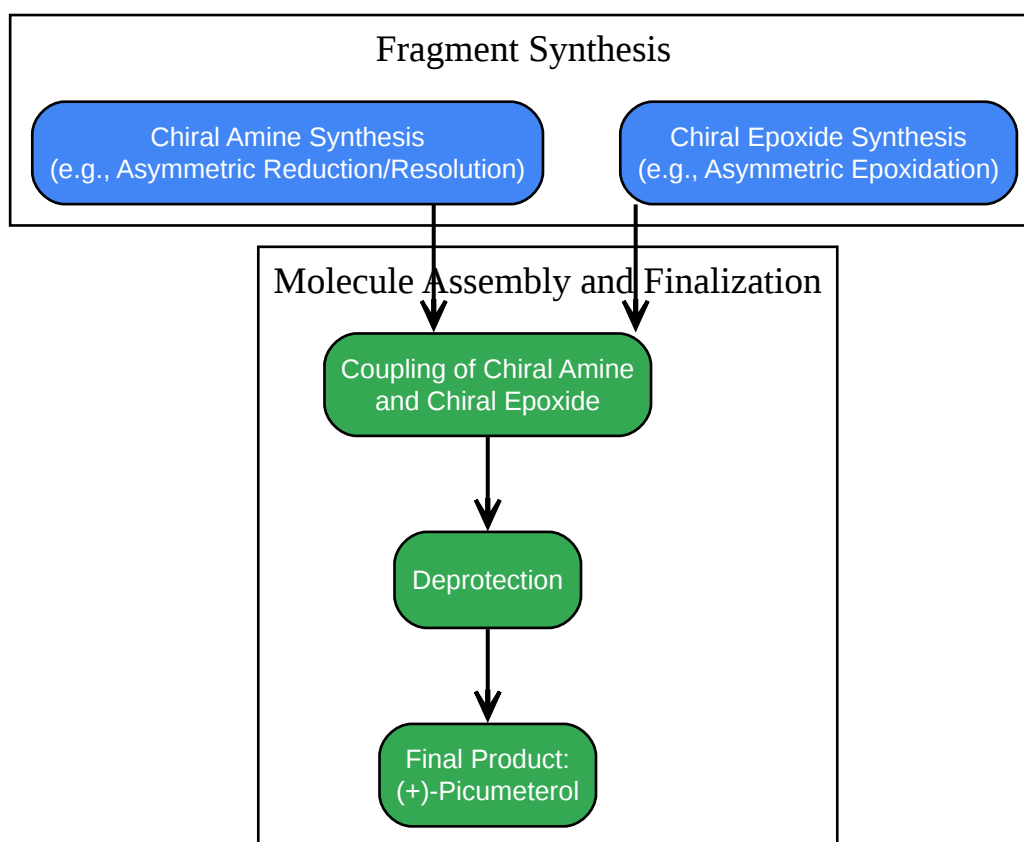 Fragment Synthesis
Chiral Amine Synthesis
(e.g., Asymmetric Reduction/Resolution)
Chiral Epoxide Synthesis
(e.g., Asymmetric Epoxidation)
Molecule Assembly and Finalization
Coupling of Chiral Amine
and Chiral Epoxide
Deprotection
Final Product:
(+)-Picumeterol